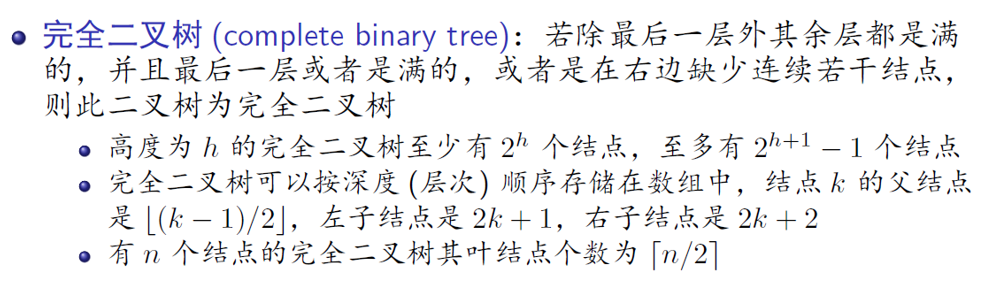 完全二叉树 (complete binary tree)：若除最后一层外其余层都是满
的，并且最后一层或者是满的，或者是在右边缺少连续若干结点，
则此二叉树为完全二叉树
高度为 h 的完全二叉树至少有 2^h 个结点，至多有 2^{h+1} − 1 个结点
完全二叉树可以按深度 (层次) 顺序存储在数组中，结点 k 的父结点
是 ⌊(k − 1)/2⌋，左子结点是 2k + 1，右子结点是 2k + 2
有 n 个结点的完全二叉树其叶结点个数为 ⌈n/2⌉